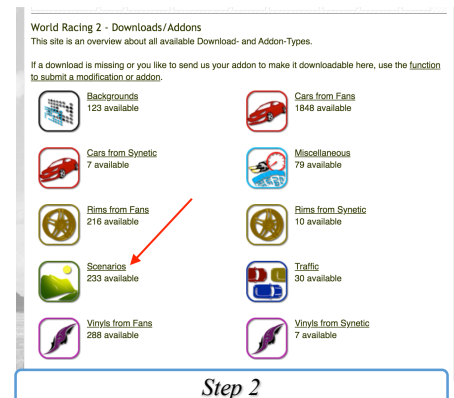 World Racing 2 - Downloads/Addons
This site is an overview about all available Download- and Addon-Types.
If a download is missing or you like to send us your addon to make it downloadable here, use the function
to submit a modification or addon.
Backgrounds
123 available
Cars from Fans
1848 available
Cars from Synetic
7 available
Miscellaneous
79 available
Rims from Fans
216 available
Rims from Synetic
10 available
Scenarios
233 available
Traffic
30 available
Vinyls from Fans
288 available
Vinyls from Synetic
7 available
Step 2